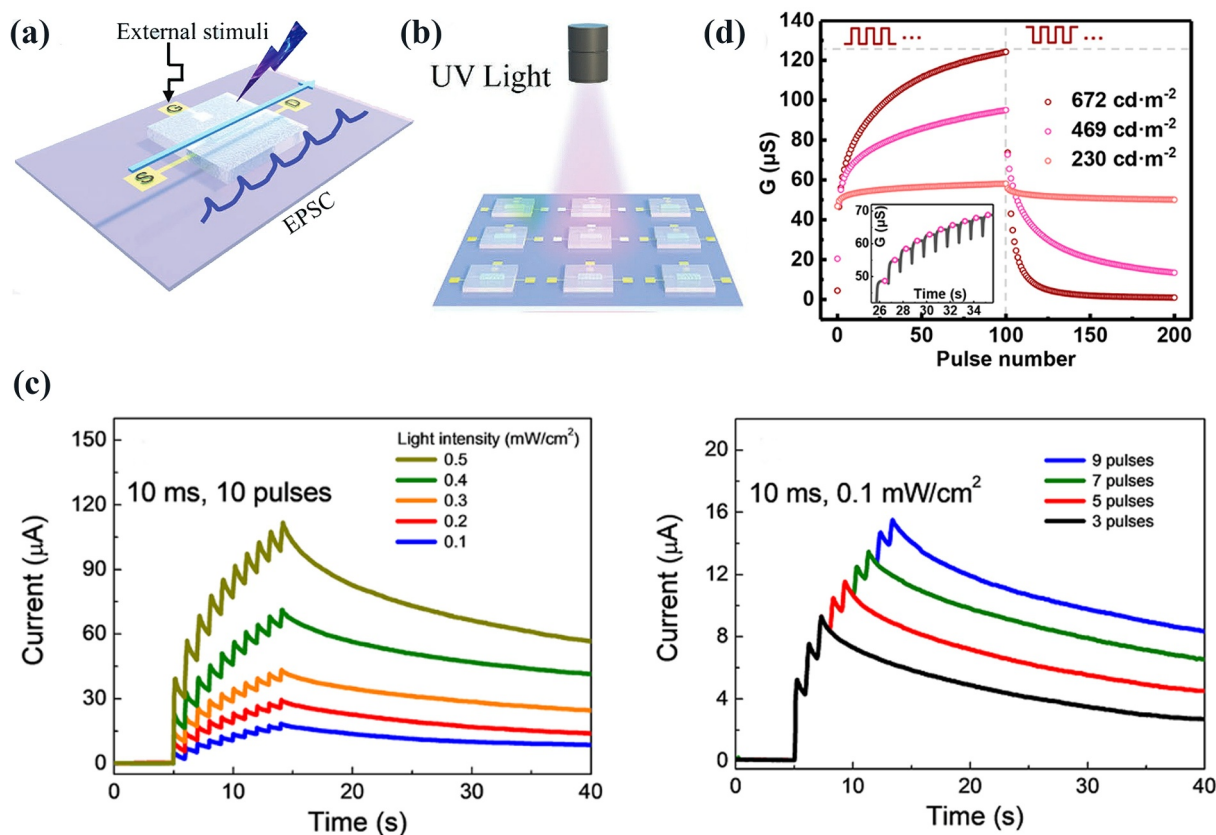 (a)
External stimuli
G
D
S
EPSC
(b)
UV Light
(d)
G (μS)
140
120
100
80
60
40
20
0
672 cd·m⁻²
469 cd·m⁻²
230 cd·m⁻²
G (μS)
70
60
50
Time (s)
26 28 30 32 34
0 50 100 150 200
Pulse number
(c)
Current (μA)
150
120
90
60
30
0
10 ms, 10 pulses
Light intensity (mW/cm²)
0.5
0.4
0.3
0.2
0.1
0 10 20 30 40
Time (s)
Current (μA)
20
16
12
8
4
0
10 ms, 0.1 mW/cm²
9 pulses
7 pulses
5 pulses
3 pulses
0 10 20 30 40
Time (s)